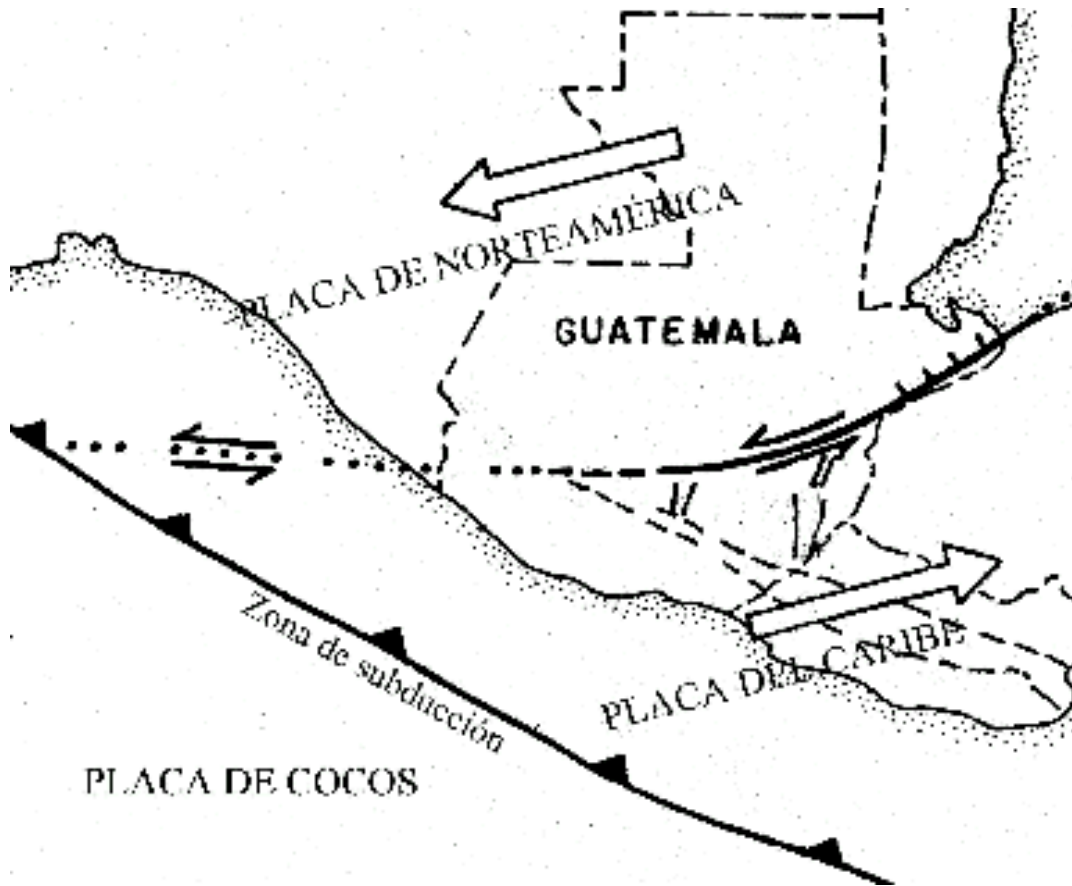 PLACA DE NORTEAMÉRICA
GUATEMALA
Zona de subducción
PLACA DEL CARIBE
PLACA DE COCOS